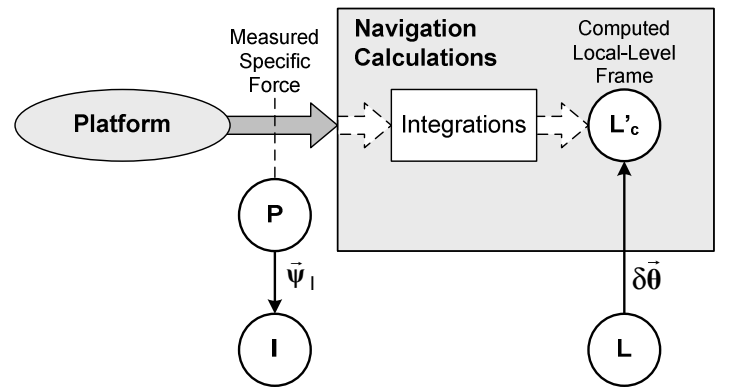 Navigation
Calculations
Measured
Specific
Force
Computed
Local-Level
Frame
Platform
Integrations
L'c
P
ψ⃗ I
δθ⃗
I
L